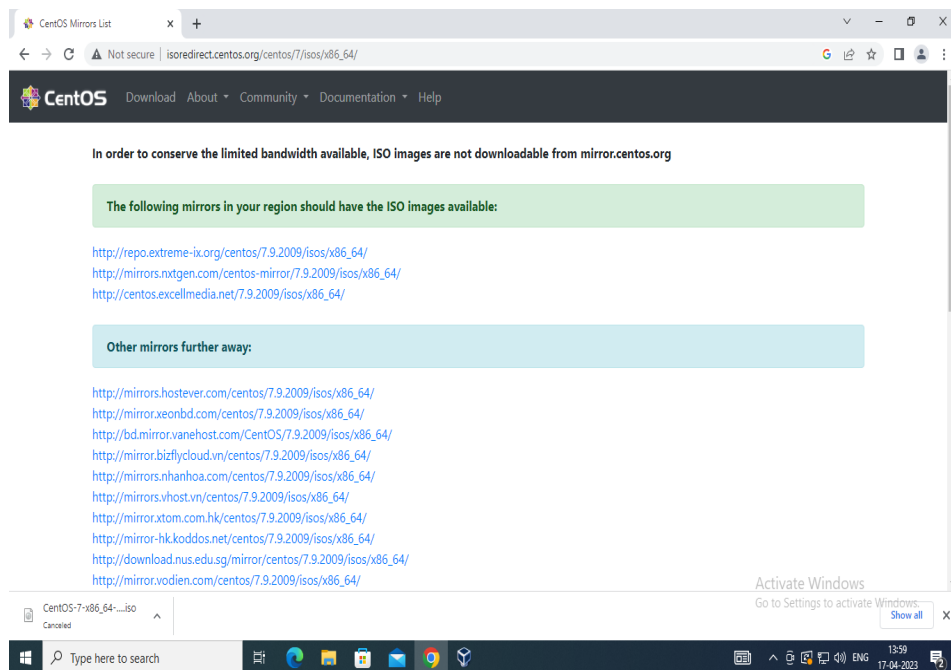 CentOS Mirrors List
Not secure | isoredirect.centos.org/centos/7/isos/x86_64/
CentOS Download About Community Documentation Help
In order to conserve the limited bandwidth available, ISO images are not downloadable from mirror.centos.org
The following mirrors in your region should have the ISO images available:
http://repo.extreme-ix.org/centos/7.9.2009/isos/x86_64/
http://mirrors.nxtgen.com/centos-mirror/7.9.2009/isos/x86_64/
http://centos.excellmedia.net/7.9.2009/isos/x86_64/
Other mirrors further away:
http://mirrors.hostever.com/centos/7.9.2009/isos/x86_64/
http://mirror.xeonbd.com/centos/7.9.2009/isos/x86_64/
http://bd.mirror.vanehost.com/CentOS/7.9.2009/isos/x86_64/
http://mirror.bizflycloud.vn/centos/7.9.2009/isos/x86_64/
http://mirrors.nhanhoa.com/centos/7.9.2009/isos/x86_64/
http://mirrors.vhost.vn/centos/7.9.2009/isos/x86_64/
http://mirror.xtom.com.hk/centos/7.9.2009/isos/x86_64/
http://mirror-hk.koddos.net/centos/7.9.2009/isos/x86_64/
http://download.nus.edu.sg/mirror/centos/7.9.2009/isos/x86_64/
http://mirror.vodien.com/centos/7.9.2009/isos/x86_64/
Activate Windows
Go to Settings to activate Windows.
CentOS-7-x86_64-....iso
Canceled
Show all
Type here to search
ENG
13:59
17-04-2023
2